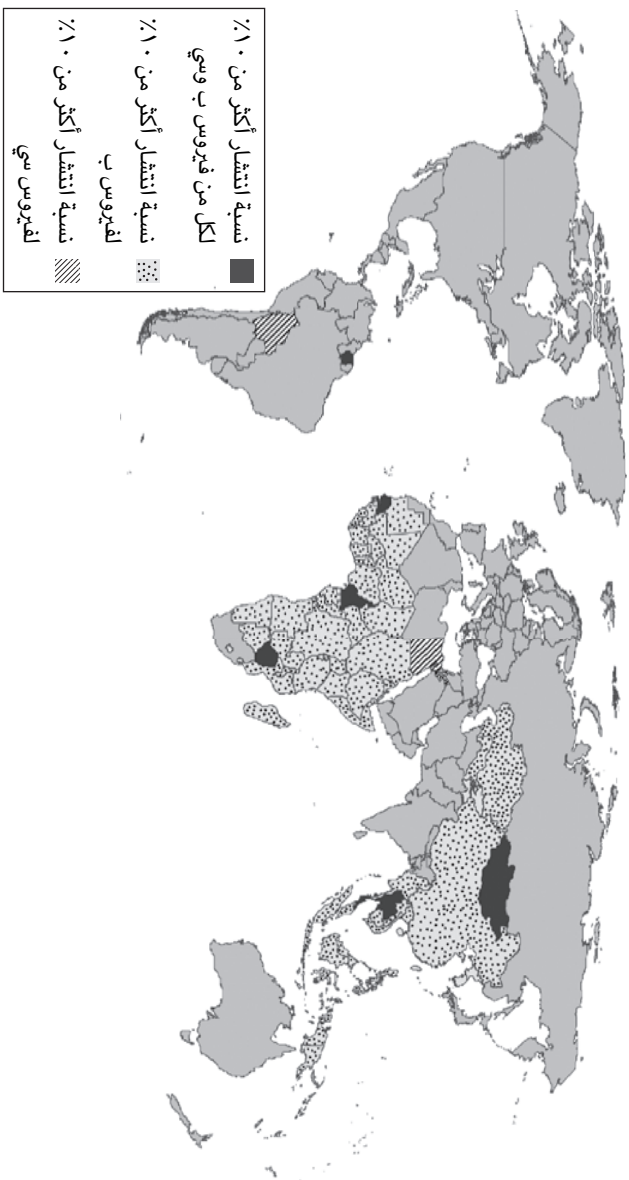 نسبة انتشار أكثر من ١٠٪
لكل من فيروس ب وسي
نسبة انتشار أكثر من ١٠٪
لفيروس ب
نسبة انتشار أكثر من ١٠٪
لفيروس سي